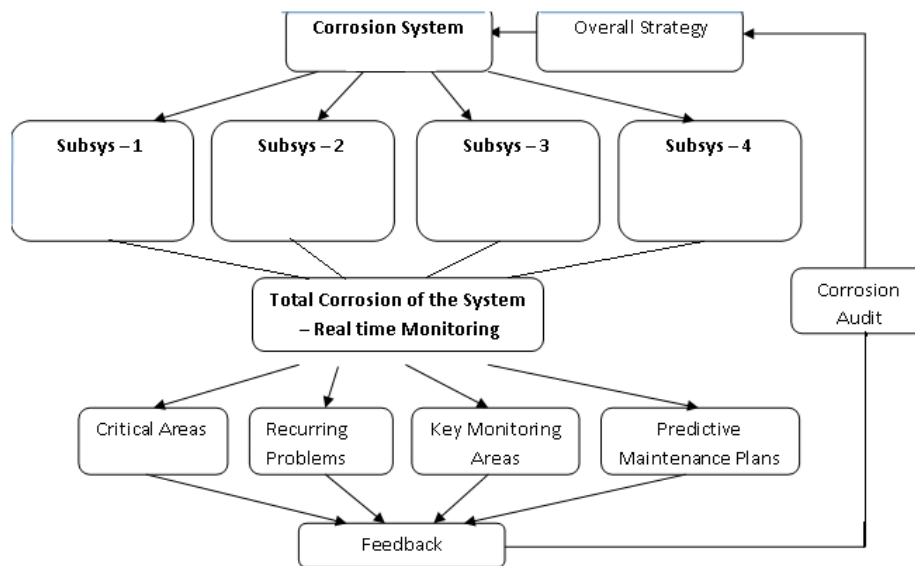 Corrosion System
Overall Strategy
Subsys – 1
Subsys – 2
Subsys – 3
Subsys – 4
Total Corrosion of the System
– Real time Monitoring
Corrosion
Audit
Critical Areas
Recurring
Problems
Key Monitoring
Areas
Predictive
Maintenance Plans
Feedback